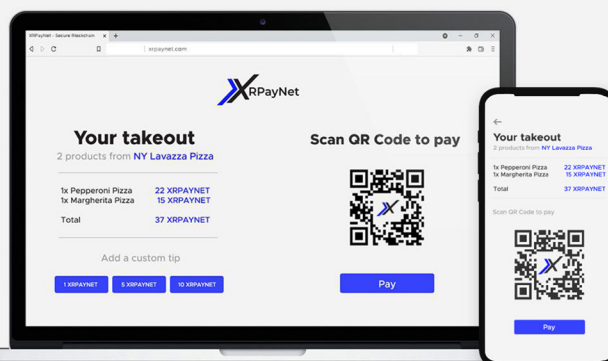 XRPayNet - Secure Blockchain x +
xrpaynet.com
XRPayNet
Your takeout
2 products from NY Lavazza Pizza
1x Pepperoni Pizza 22 XRPAYNET
1x Margherita Pizza 15 XRPAYNET
Total 37 XRPAYNET
Add a custom tip
1 XRPAYNET 5 XRPAYNET 10 XRPAYNET
Scan QR Code to pay
Pay
Your takeout
2 products from NY Lavazza Pizza
1x Pepperoni Pizza 22 XRPAYNET
1x Margherita Pizza 15 XRPAYNET
Total 37 XRPAYNET
Scan QR Code to pay
Pay